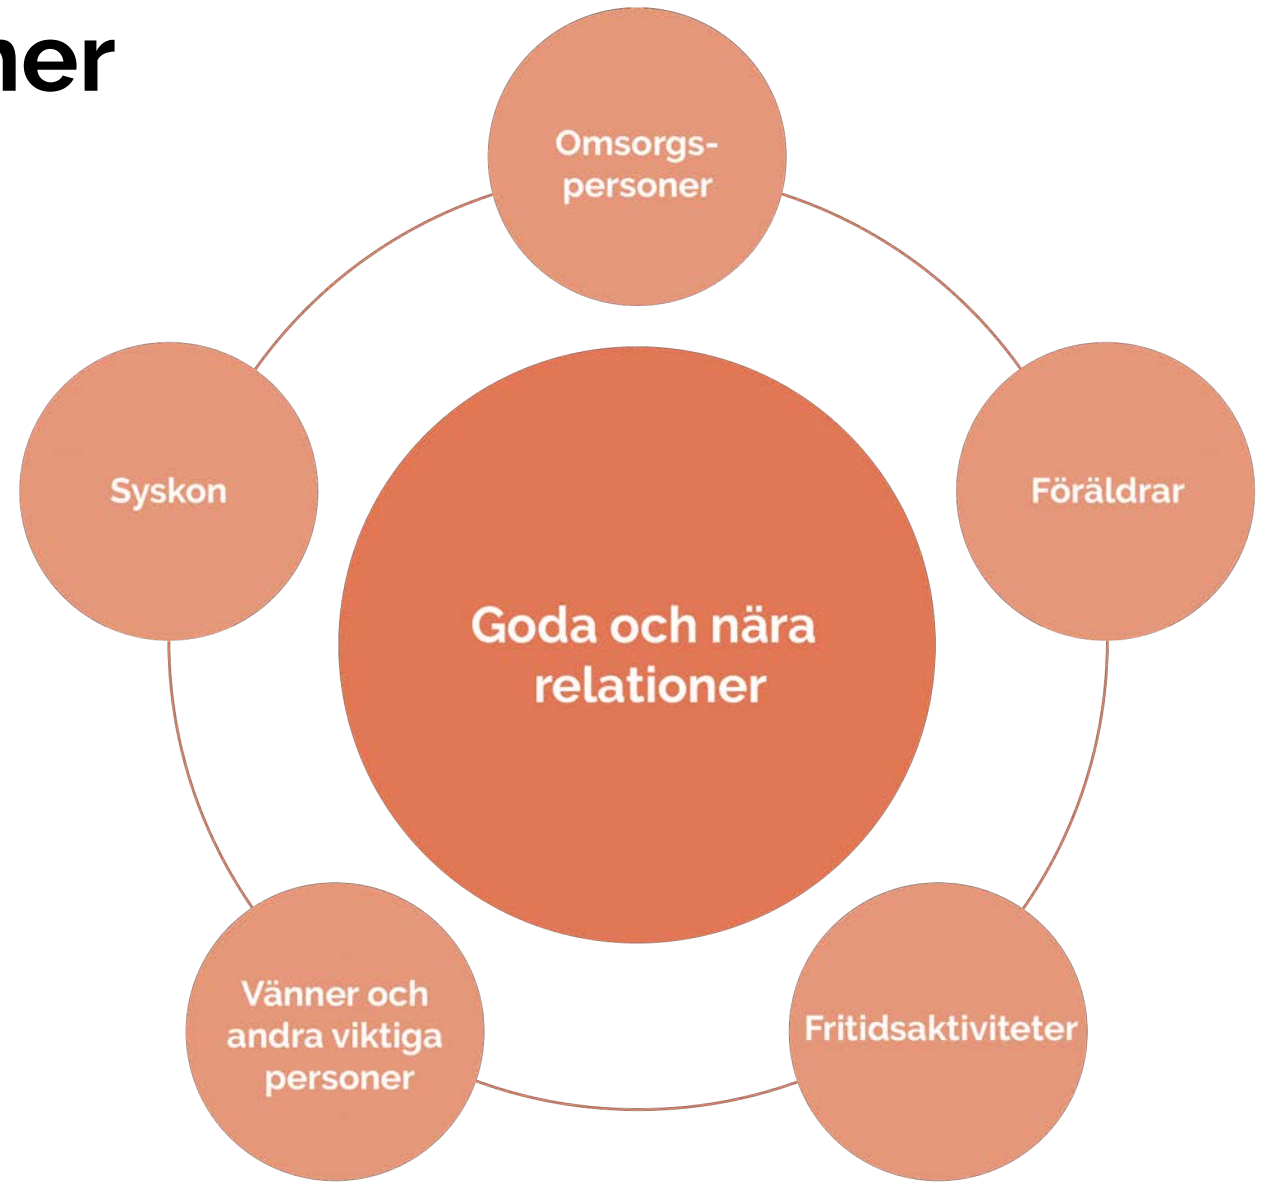 ner
Omsorgs-
personer
Syskon
Föräldrar
Goda och nära
relationer
Vänner och
andra viktiga
personer
Fritidsaktiviteter